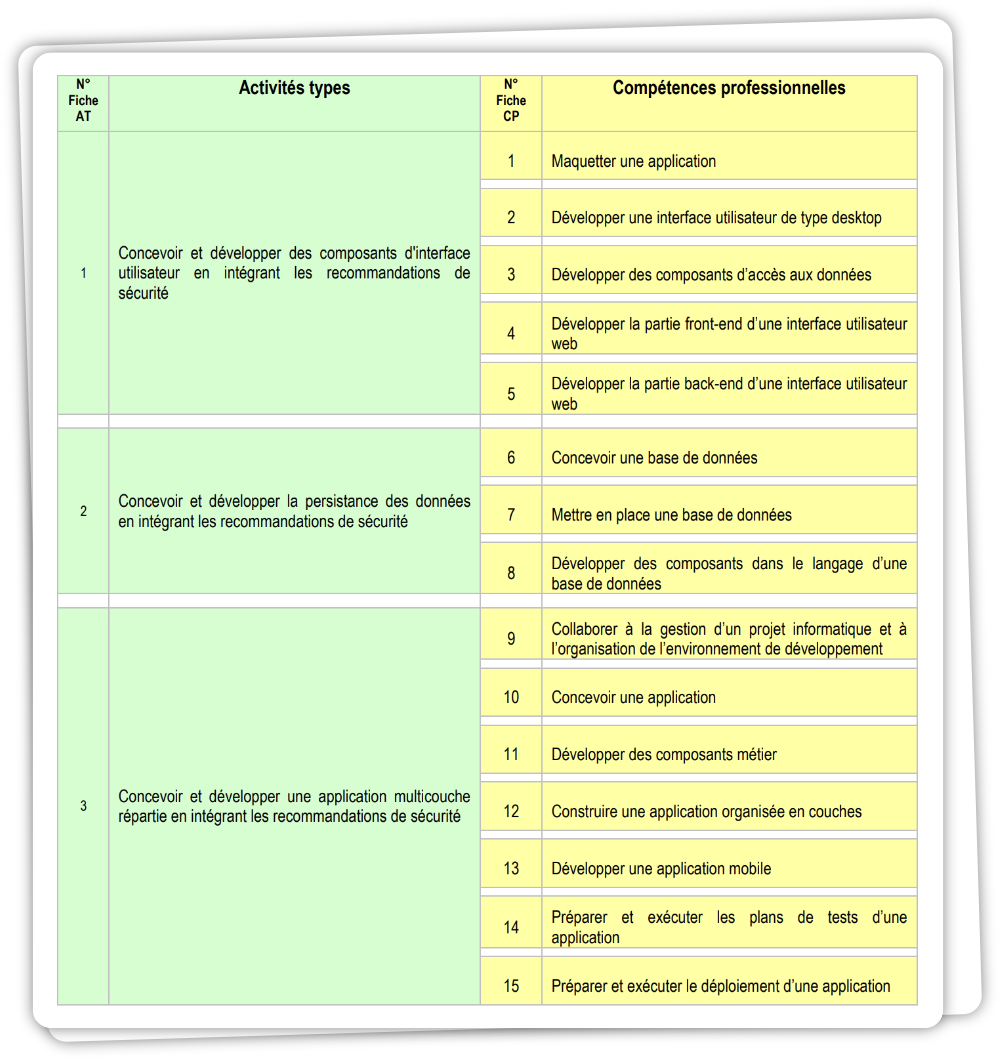 N°
Fiche
AT
Activités types
N°
Fiche
CP
Compétences professionnelles
1
Concevoir et développer des composants d'interface
utilisateur en intégrant les recommandations de
sécurité
1
Maquetter une application
2
Développer une interface utilisateur de type desktop
3
Développer des composants d’accès aux données
4
Développer la partie front-end d’une interface utilisateur
web
5
Développer la partie back-end d’une interface utilisateur
web
2
Concevoir et développer la persistance des données
en intégrant les recommandations de sécurité
6
Concevoir une base de données
7
Mettre en place une base de données
8
Développer des composants dans le langage d’une
base de données
3
Concevoir et développer une application multicouche
répartie en intégrant les recommandations de sécurité
9
Collaborer à la gestion d’un projet informatique et à
l’organisation de l’environnement de développement
10
Concevoir une application
11
Développer des composants métier
12
Construire une application organisée en couches
13
Développer une application mobile
14
Préparer et exécuter les plans de tests d’une
application
15
Préparer et exécuter le déploiement d’une application